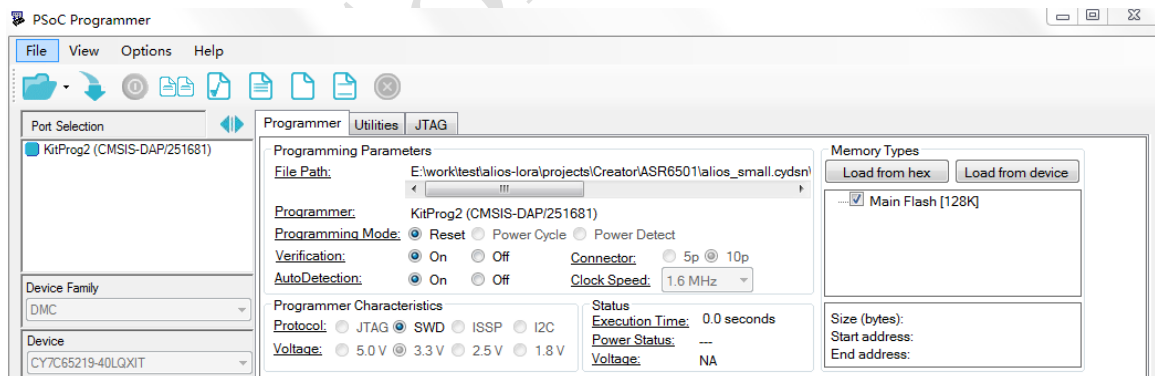 PSoC Programmer
File View Options Help
Port Selection
KitProg2 (CMSIS-DAP/251681)
Device Family
DMC
Device
CY7C65219-40LQXIT
Programmer Utilities JTAG
Programming Parameters
File Path: E:\work\test\alios-lora\projects\Creator\ASR6501\alios_small.cydsn\
Programmer: KitProg2 (CMSIS-DAP/251681)
Programming Mode: Reset Power Cycle Power Detect
Verification: On Off Connector: 5p 10p
AutoDetection: On Off Clock Speed: 1.6 MHz
Programmer Characteristics
Protocol: JTAG SWD ISSP I2C
Voltage: 5.0 V 3.3 V 2.5 V 1.8 V
Status
Execution Time: 0.0 seconds
Power Status: ---
Voltage: NA
Memory Types
Load from hex Load from device
Main Flash [128K]
Size (bytes):
Start address:
End address: